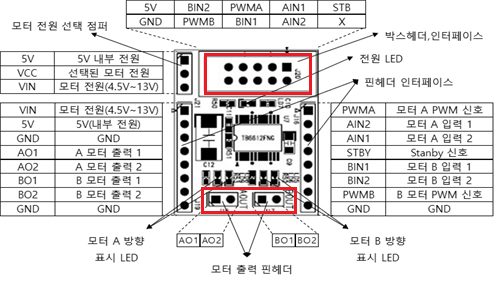 5V BIN2 PWMA AIN1 STB
GND PWMB BIN1 AIN2 X
모터 전원 선택 점퍼
박스헤더,인터페이스
전원 LED
핀헤더 인터페이스
5V 5V 내부 전원
VCC 선택된 모터 전원
VIN 모터 전원(4.5V~13V)
VIN 모터 전원(4.5V~13V)
5V 5V(내부 전원)
GND GND
AO1 A 모터 출력 1
AO2 A 모터 출력 2
BO1 B 모터 출력 1
BO2 B 모터 출력 2
GND GND
J20
J21
U7
TB6612FNG
C9
C12
R51
J16
PWMA 모터 A PWM 신호
AIN2 모터 A 입력 1
AIN1 모터 A 입력 2
STBY Stanby 신호
BIN1 모터 B 입력 1
BIN2 모터 B 입력 2
PWMB B 모터 PWM 신호
GND GND
AOUT
BOUT
모터 A 방향
표시 LED
AO1 AO2
BO1 BO2
모터 B 방향
표시 LED
모터 출력 핀헤더